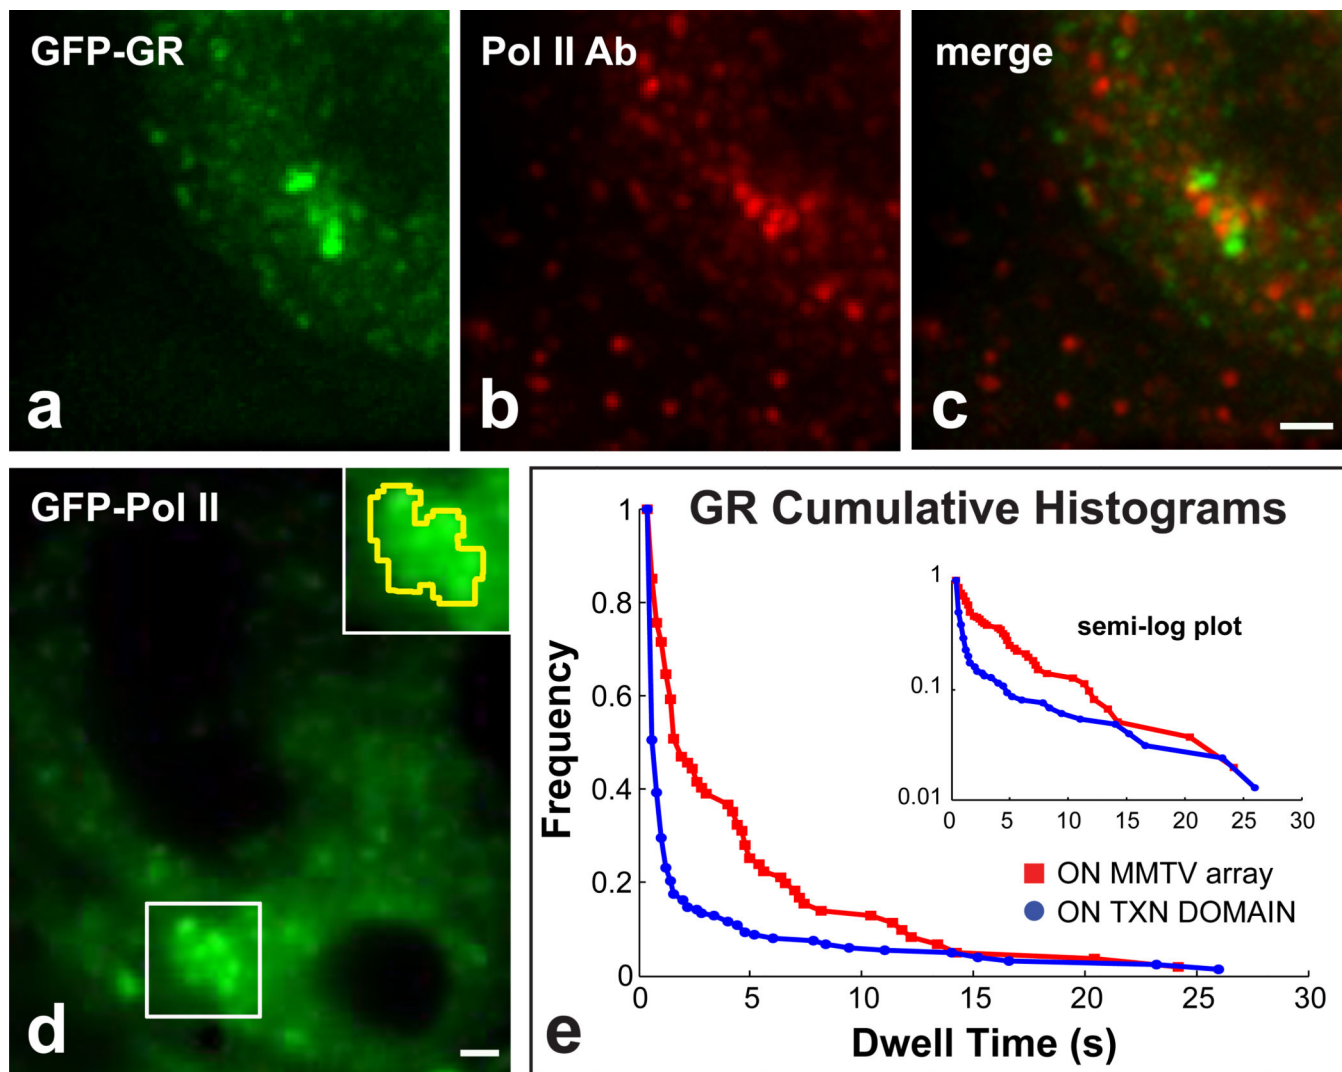 GFP-GR
Pol II Ab
merge
a
b
c
GFP-Pol II
d
GR Cumulative Histograms
1
0.8
0.6
0.4
0.2
0
Frequency
0 5 10 15 20 25 30
Dwell Time (s)
1
0.1
0.01
semi-log plot
0 5 10 15 20 25 30
ON MMTV array
ON TXN DOMAIN
e